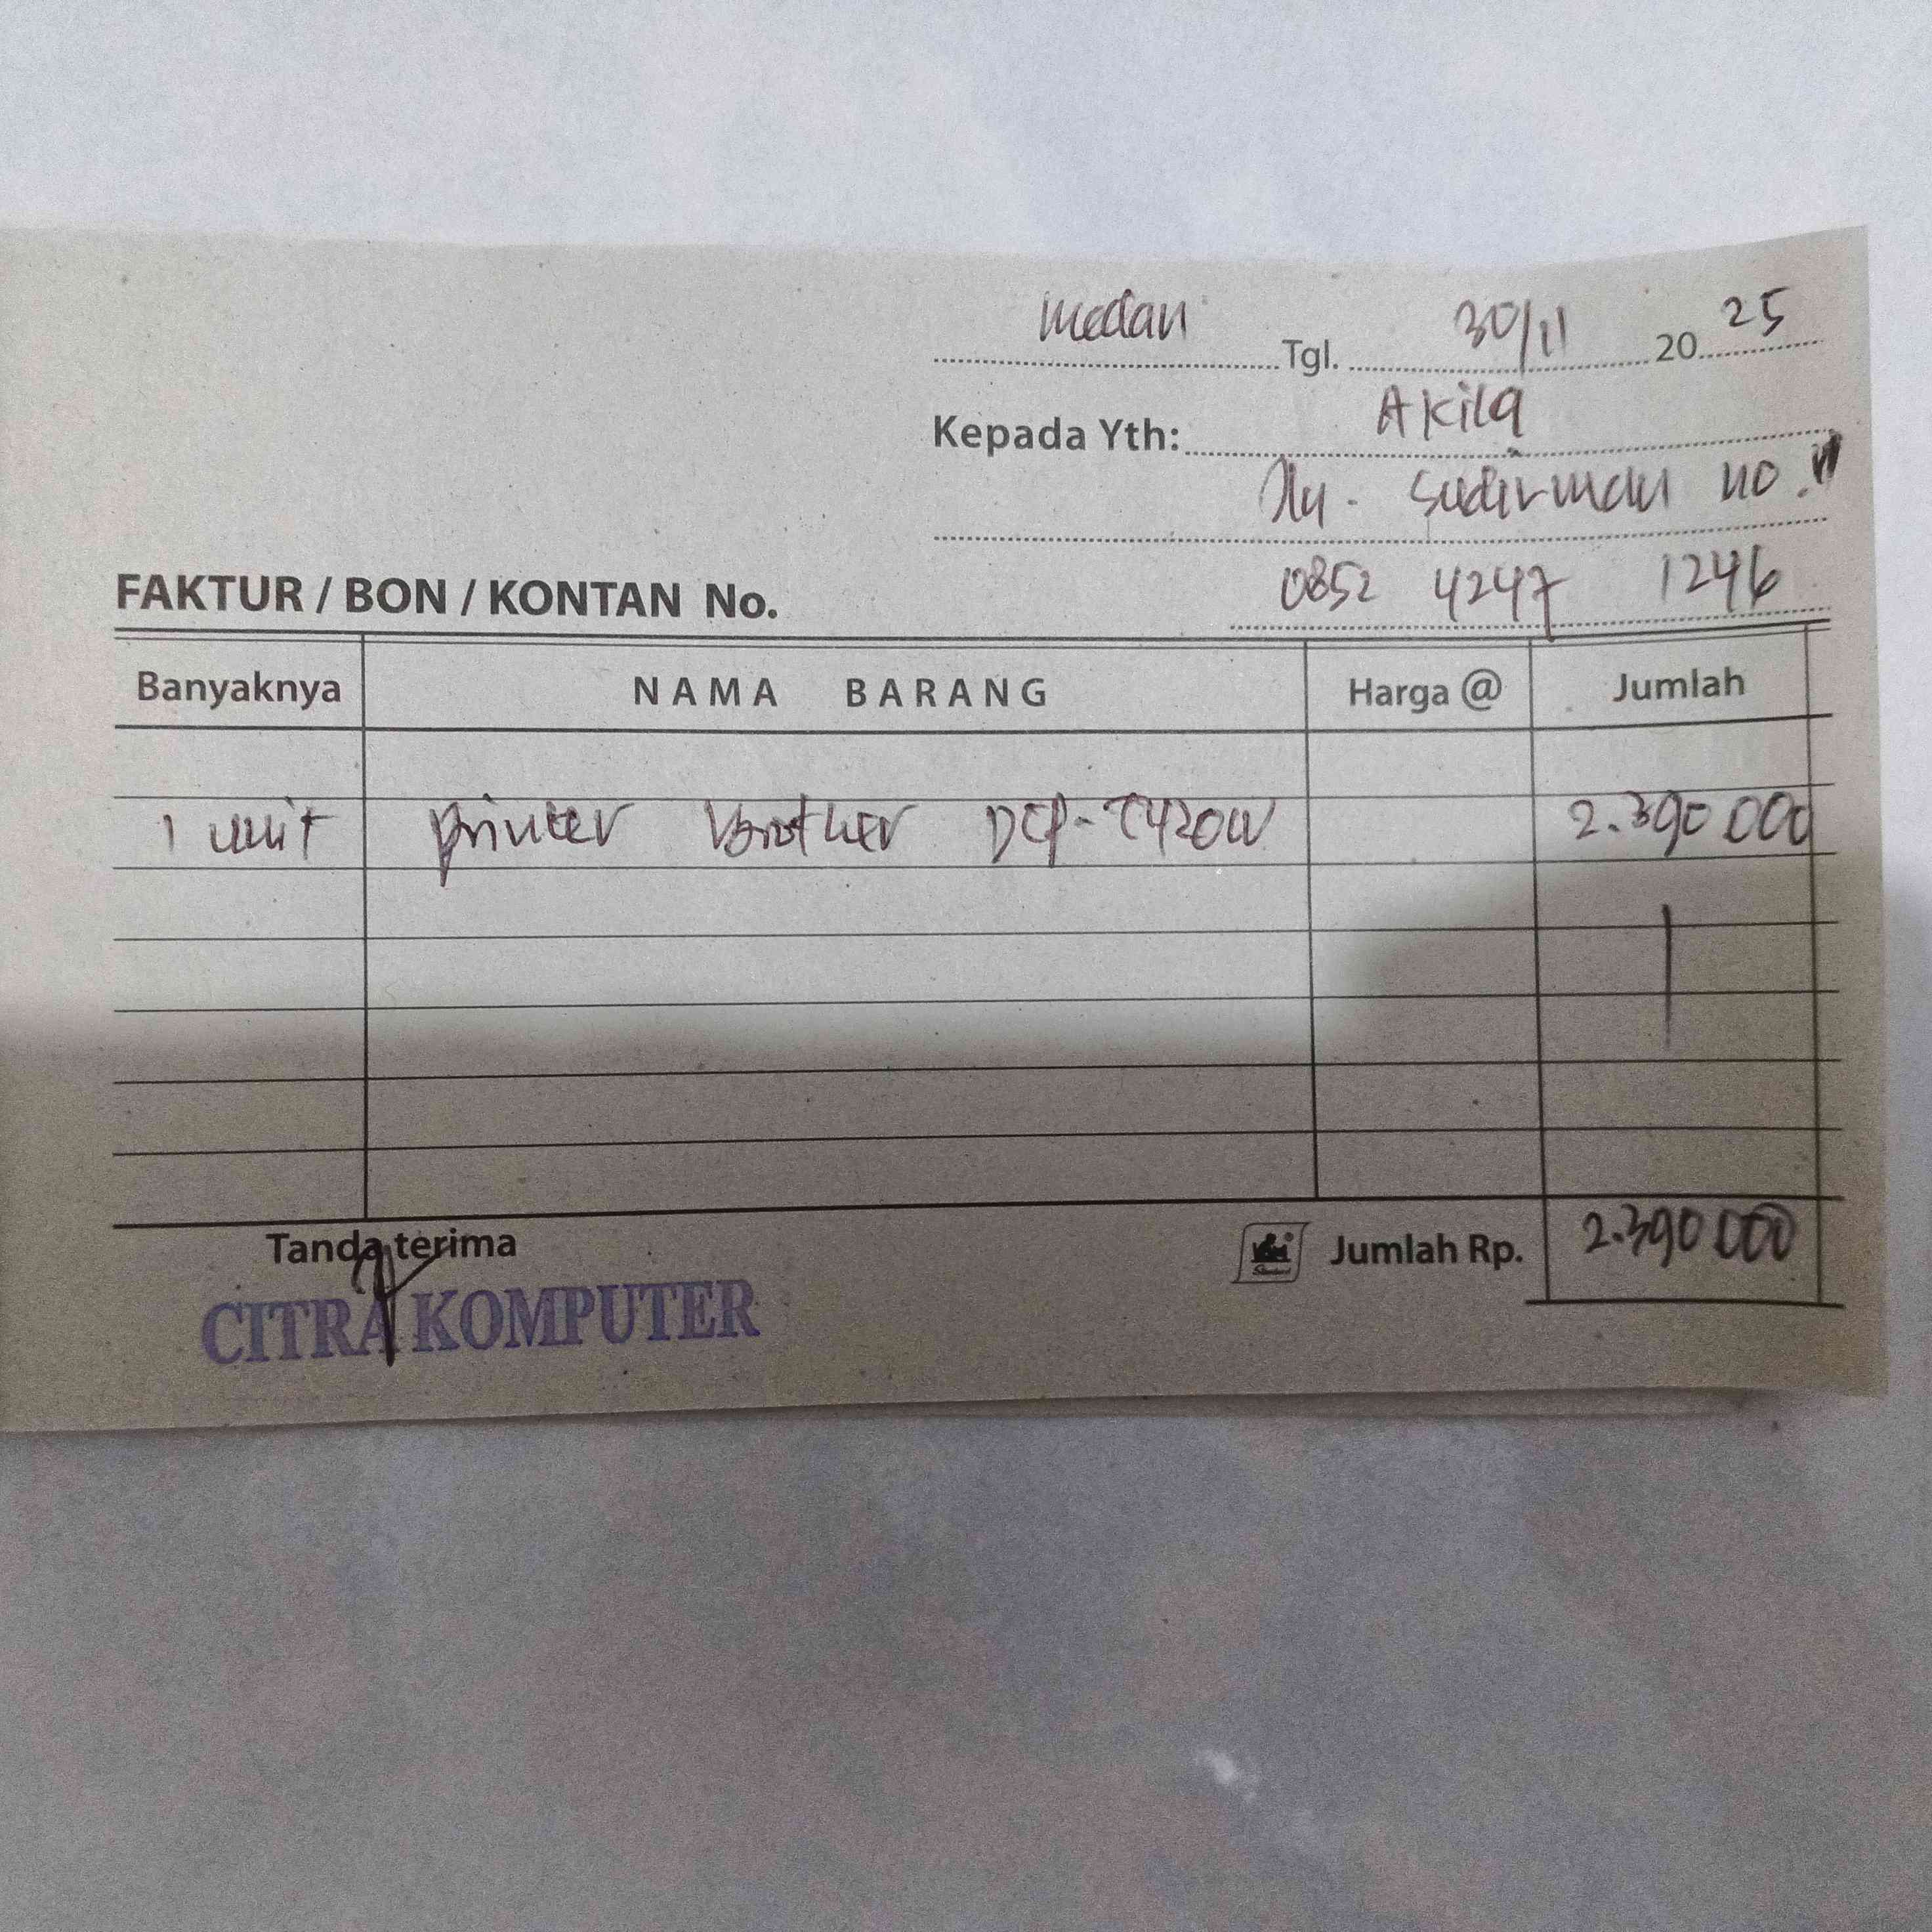 Medan Tgl. 30/11 2025
Kepada Yth: Akila
Jln. Sudirman no.
0852 4247 1246
FAKTUR / BON / KONTAN No.
Banyaknya NAMA BARANG Harga @ Jumlah
1 unit printer brother DCP-T420W 2.390 000
Tanda terima Jumlah Rp. 2.390 000
CITRA KOMPUTER